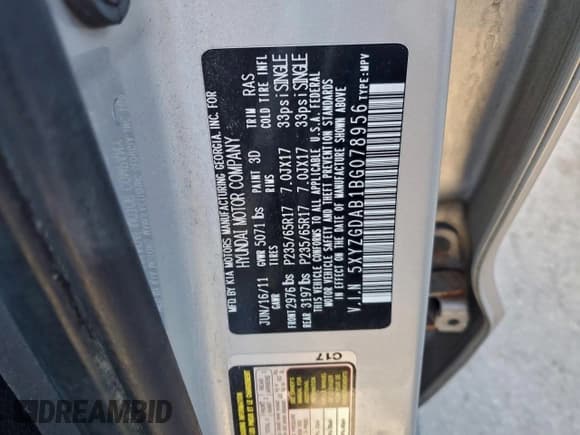 MFD BY KIA MOTORS MANUFACTURING GEORGIA, INC. FOR
HYUNDAI MOTOR COMPANY
JUN/16/11 GVWR 5071 lbs PAINT 3D TRIM RAS
GAWR TIRES RIMS COLD TIRE INFL
FRONT 2976 lbs P235/65R17 7.0JX17 33psi SINGLE
REAR 3197 lbs P235/65R17 7.0JX17 33psi SINGLE
THIS VEHICLE CONFORMS TO ALL APPLICABLE U.S.A. FEDERAL
MOTOR VEHICLE SAFETY AND THEFT PREVENTION STANDARDS
IN EFFECT ON THE DATE OF MANUFACTURE SHOWN ABOVE.
V.I.N 5XYZGDAB1BG078956 TYPE:MPV
C17
DREAMBID